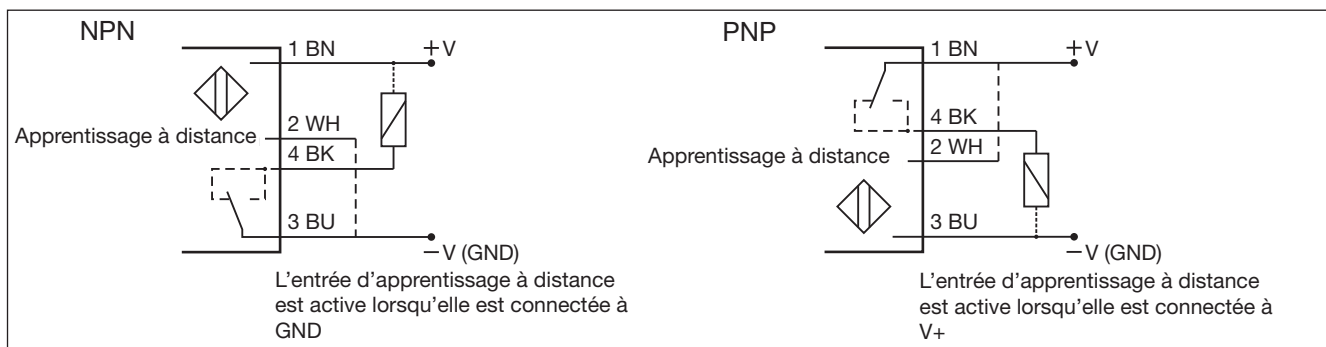 NPN
1 BN
+V
Apprentissage à distance
2 WH
4 BK
3 BU
−V (GND)
L'entrée d'apprentissage à distance
est active lorsqu'elle est connectée à
GND
PNP
1 BN
+V
4 BK
Apprentissage à distance
2 WH
3 BU
−V (GND)
L'entrée d'apprentissage à distance
est active lorsqu'elle est connectée à
V+